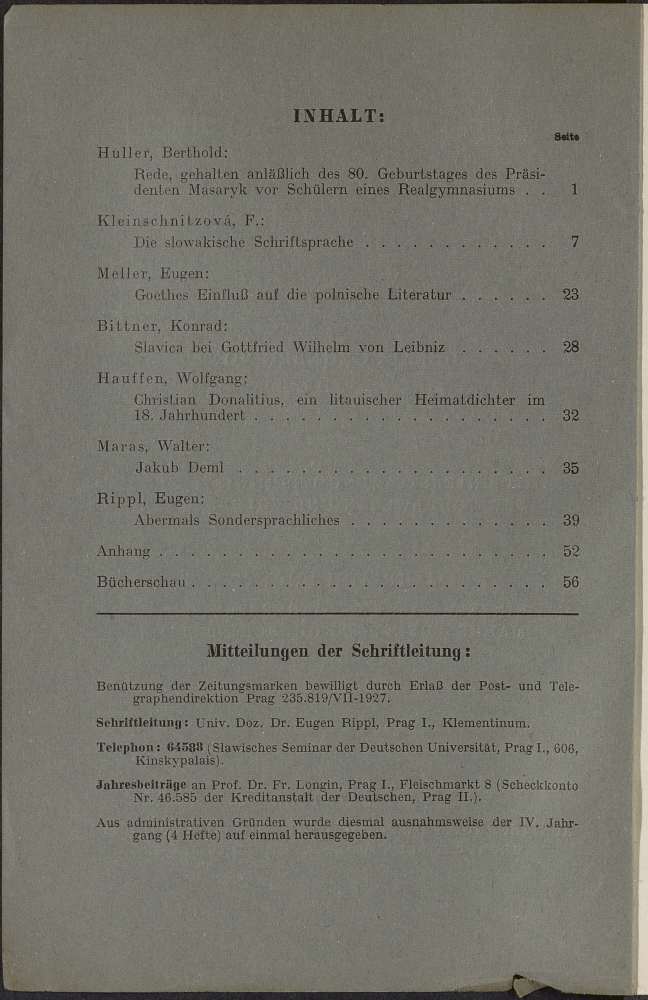 INHALT:
Seite
Huller, Berthold:
Rede, gehalten anläßlich des 80. Geburtstages des Präsi-
denten Masaryk vor Schülern eines Realgymnasiums . . 1
Kleinschnitzová, F.:
Die slowakische Schriftsprache . . . . . . . . . . . . 7
Meller, Eugen:
Goethes Einfluß auf die polnische Literatur . . . . . . 23
Bittner, Konrad:
Slavica bei Gottfried Wilhelm von Leibniz . . . . . . 28
Hauffen, Wolfgang:
Christian Donalitius, ein litauischer Heimatdichter im
18. Jahrhundert . . . . . . . . . . . . . . . . . . . 32
Maras, Walter:
Jakub Deml . . . . . . . . . . . . . . . . . . . . 35
Rippl, Eugen:
Abermals Sondersprachliches . . . . . . . . . . . . . 39
Anhang . . . . . . . . . . . . . . . . . . . . . . . . . 52
Bücherschau . . . . . . . . . . . . . . . . . . . . . . . 56
Mitteilungen der Schriftleitung:
Benützung der Zeitungsmarken bewilligt durch Erlaß der Post- und Tele-
graphendirektion Prag 235.819/VII-1927.
Schriftleitung: Univ. Doz. Dr. Eugen Rippl, Prag I., Klementinum.
Telephon: 64588 (Slawisches Seminar der Deutschen Universität, Prag I., 606,
Kinskypalais).
Jahresbeiträge an Prof. Dr. Fr. Longin, Prag I., Fleischmarkt 8 (Scheckkonto
Nr. 46.585 der Kreditanstalt der Deutschen, Prag II.).
Aus administrativen Gründen wurde diesmal ausnahmsweise der IV. Jahr-
gang (4 Hefte) auf einmal herausgegeben.